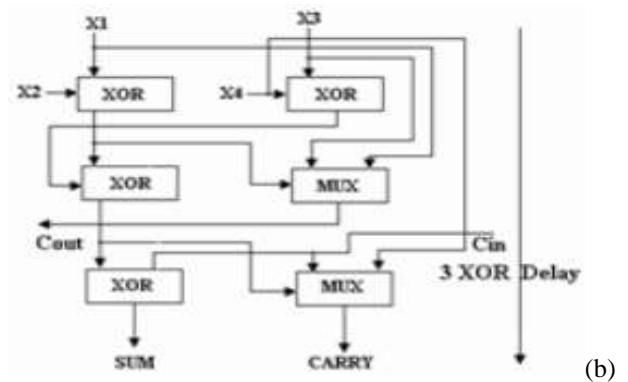 X1 X3
X2 XOR X4 XOR
XOR MUX
Cout Cin
3 XOR Delay
XOR MUX
SUM CARRY
(b)